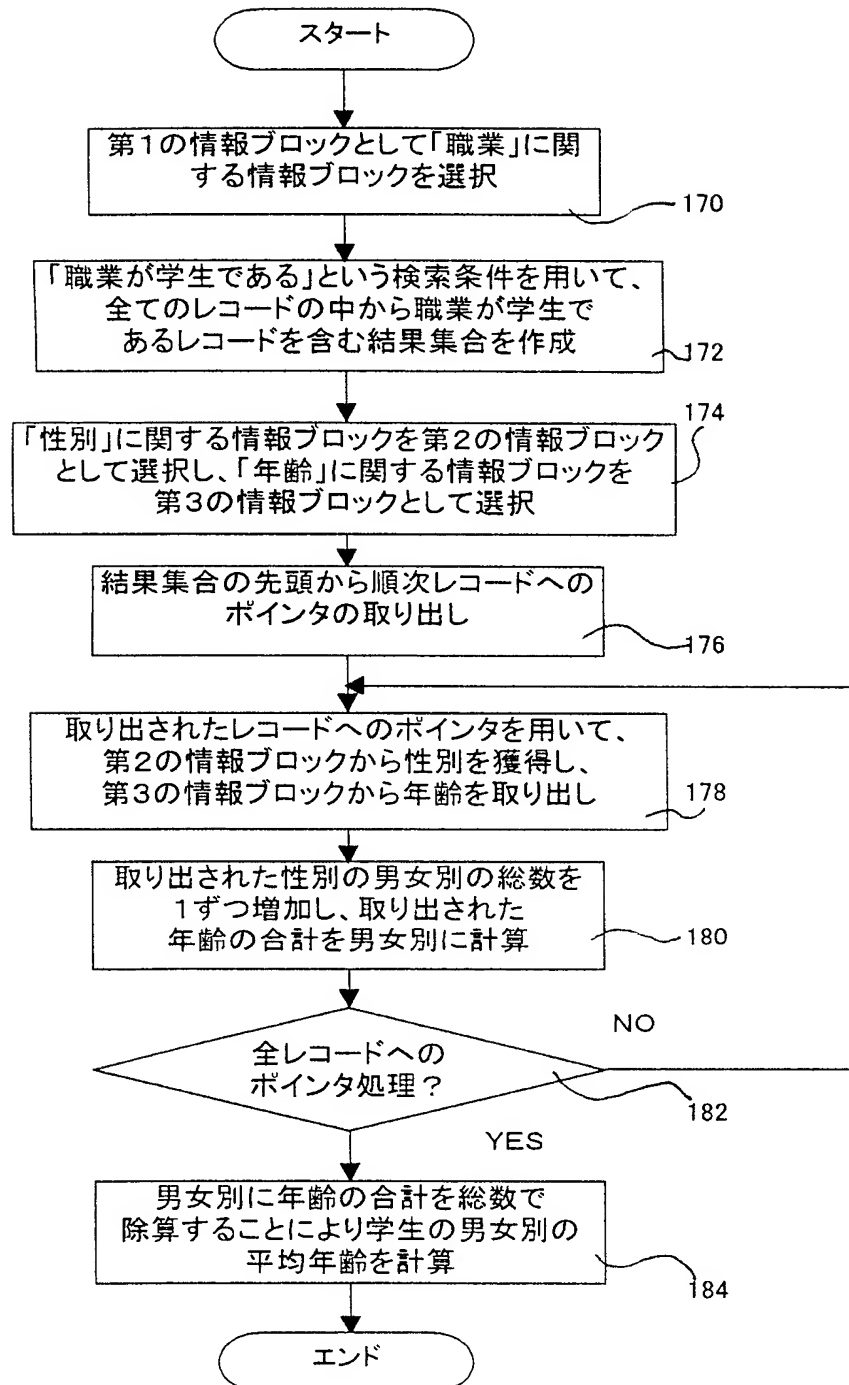 スタート
第1の情報ブロックとして「職業」に関
する情報ブロックを選択
170
「職業が学生である」という検索条件を用いて、
全てのレコードの中から職業が学生で
あるレコードを含む結果集合を作成
172
174
「性別」に関する情報ブロックを第2の情報ブロック
として選択し、「年齢」に関する情報ブロックを
第3の情報ブロックとして選択
結果集合の先頭から順次レコードへの
ポインタの取り出し
176
取り出されたレコードへのポインタを用いて、
第2の情報ブロックから性別を獲得し、
第3の情報ブロックから年齢を取り出し
178
取り出された性別の男女別の総数を
1ずつ増加し、取り出された
年齢の合計を男女別に計算
180
NO
全レコードへの
ポインタ処理?
182
YES
男女別に年齢の合計を総数で
除算することにより学生の男女別の
平均年齢を計算
184
エンド